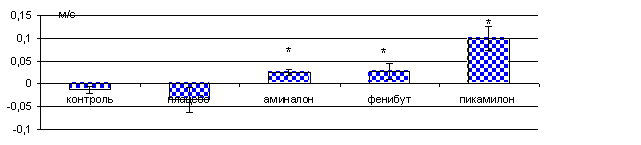 0,15 м/с
0,1
0,05
0
-0,05
-0,1
* * *
контроль плацебо аминалон фенибут пикамилон